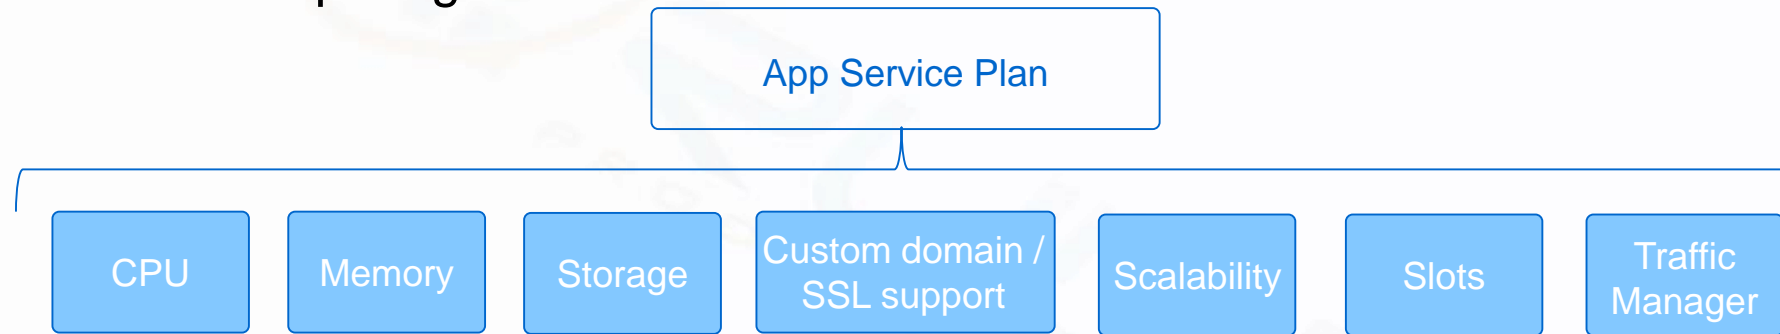 App Service Plan
CPU
Memory
Storage
Custom domain /
SSL support
Scalability
Slots
Traffic
Manager